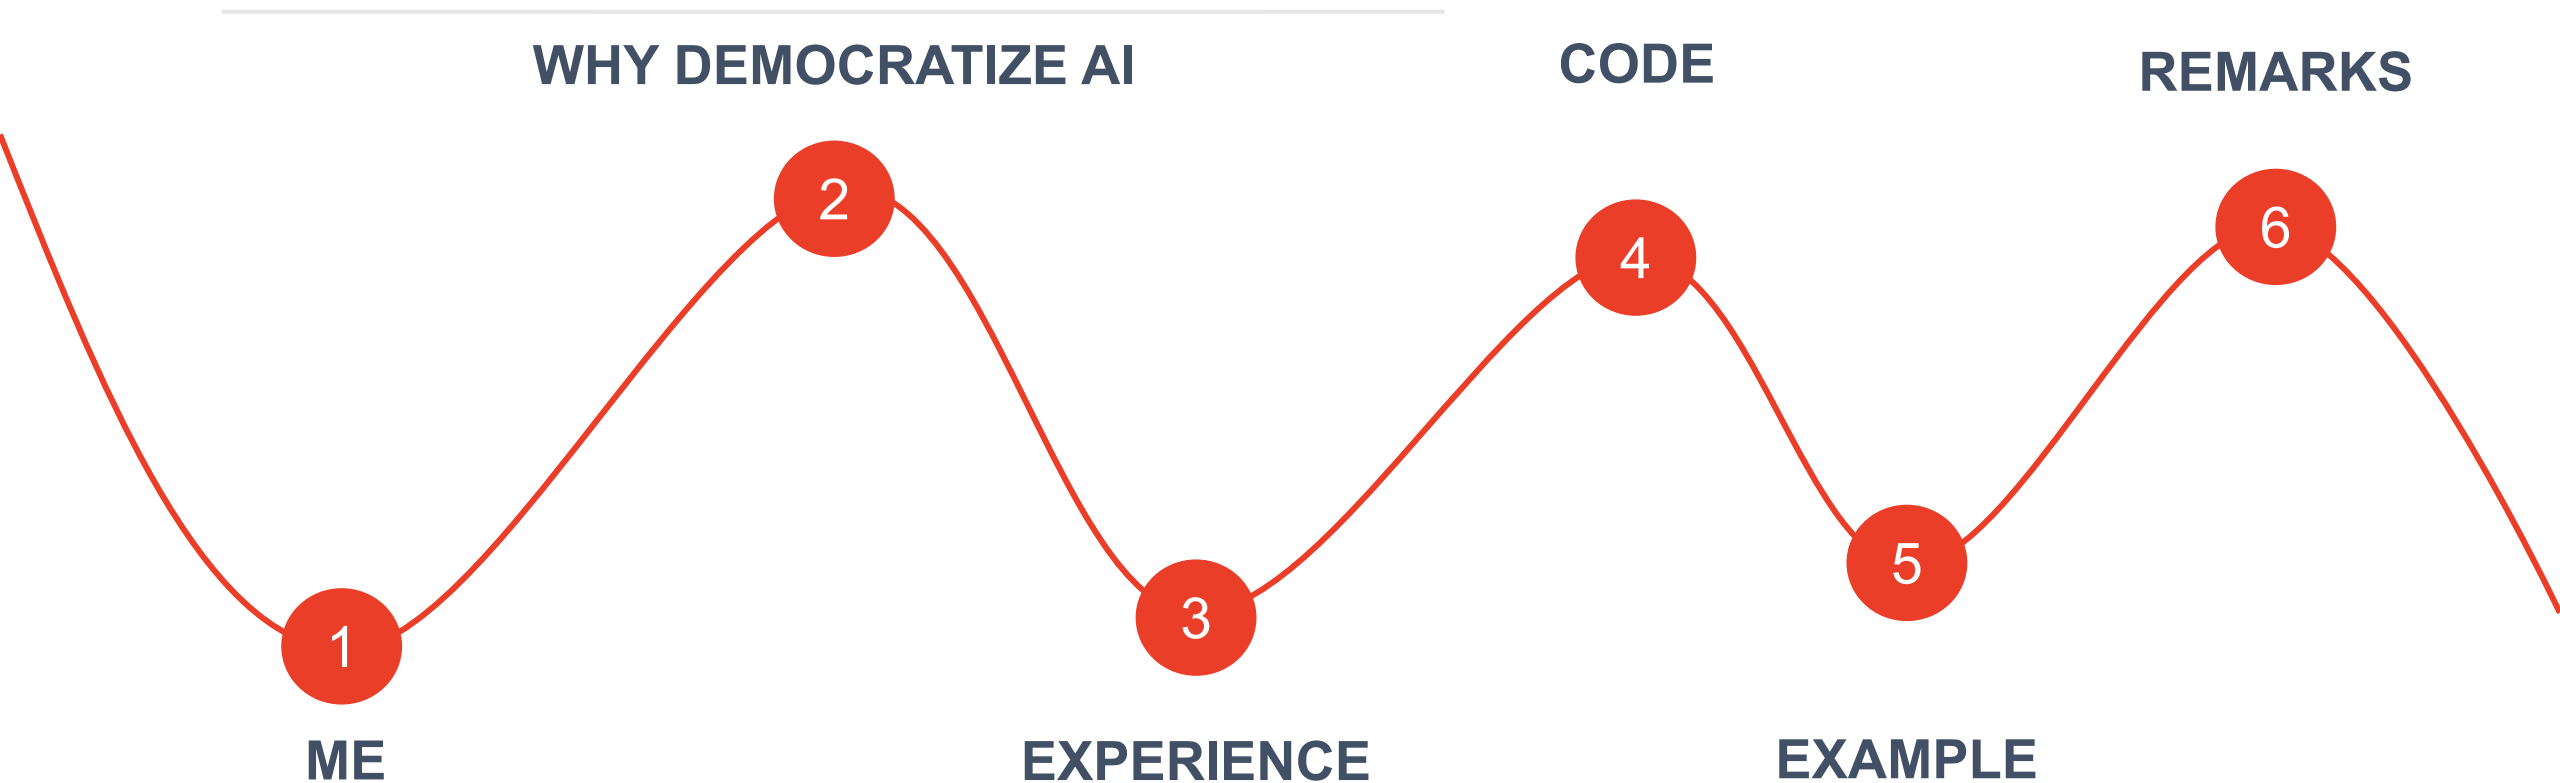 WHY DEMOCRATIZE AI
CODE
REMARKS
2
4
6
1
3
5
ME
EXPERIENCE
EXAMPLE